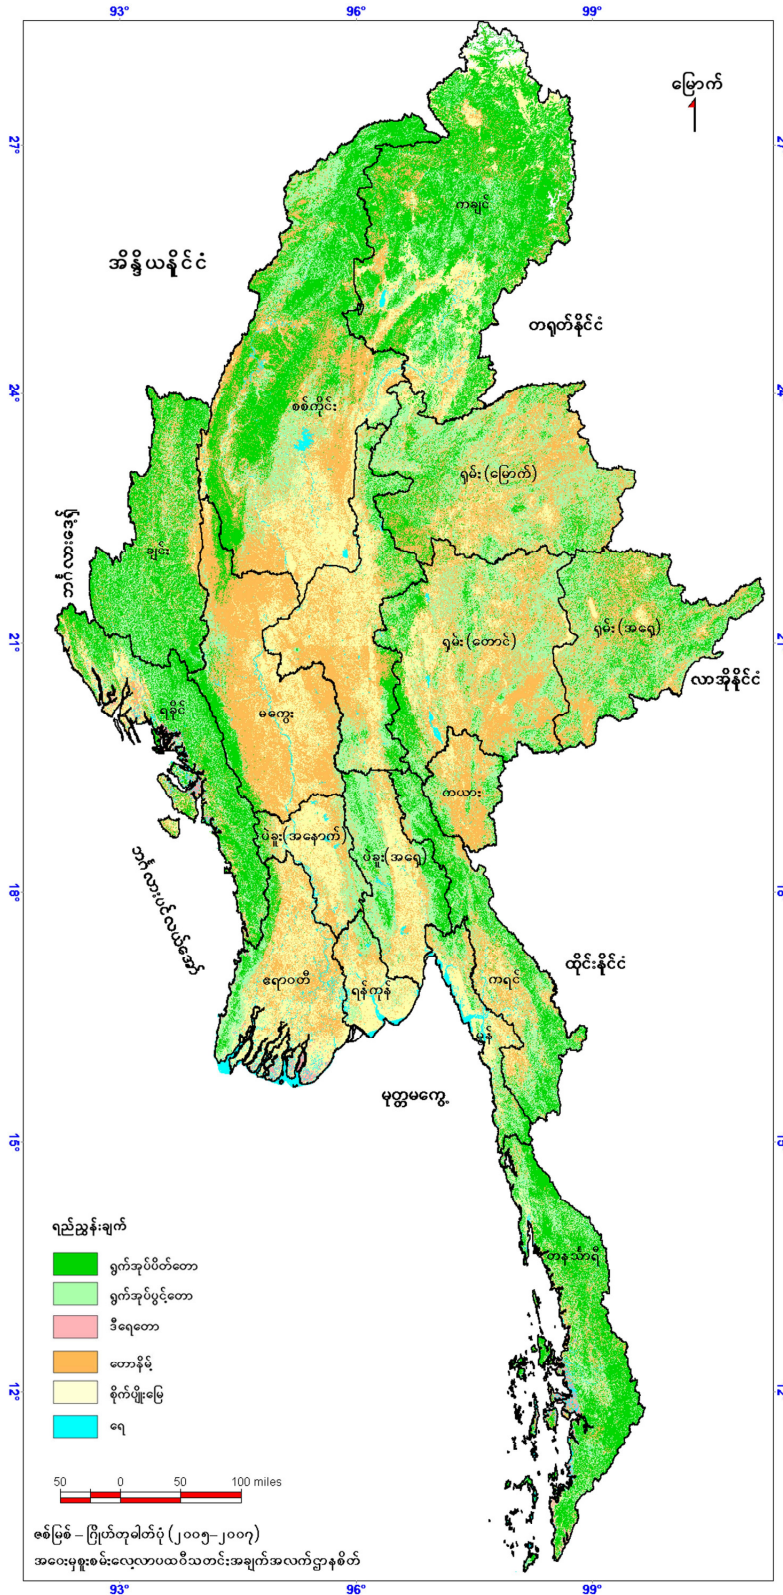 93°
96°
99°
မြောက်
27°
ကချင်
အိန္ဒိယနိုင်ငံ
တရုတ်နိုင်ငံ
24°
စစ်ကိုင်း
ရှမ်း (မြောက်)
ဘင်္ဂလားဒေ့ရှ်
ချင်း
21°
ရှမ်း (တောင်)
ရှမ်း (အရှေ့)
လာအိုနိုင်ငံ
ရခိုင်
မကွေး
ကယား
ပဲခူး (အနောက်)
ပဲခူး (အရှေ့)
18°
ဘင်္ဂလားပင်လယ်အော်
ထိုင်းနိုင်ငံ
ဧရာဝတီ
ရန်ကုန်
ကရင်
မွန်
မုတ္တမကွေ့
15°
တနင်္သာရီ
ရည်ညွှန်းချက်
ရွက်အုပ်ပိတ်တော
ရွက်အုပ်ပွင့်တော
ဒီရေတော
တောနိမ့်
စိုက်ပျိုးမြေ
ရေ
12°
50 0 50 100 miles
ဇစ်မြစ် – ဂြိုဟ်တုဓါတ်ပုံ (၂၀၀၅–၂၀၀၇)
အဝေးမှစူးစမ်းလေ့လာပထဝီသတင်းအချက်အလက်ဌာနစိတ်
93°
96°
99°